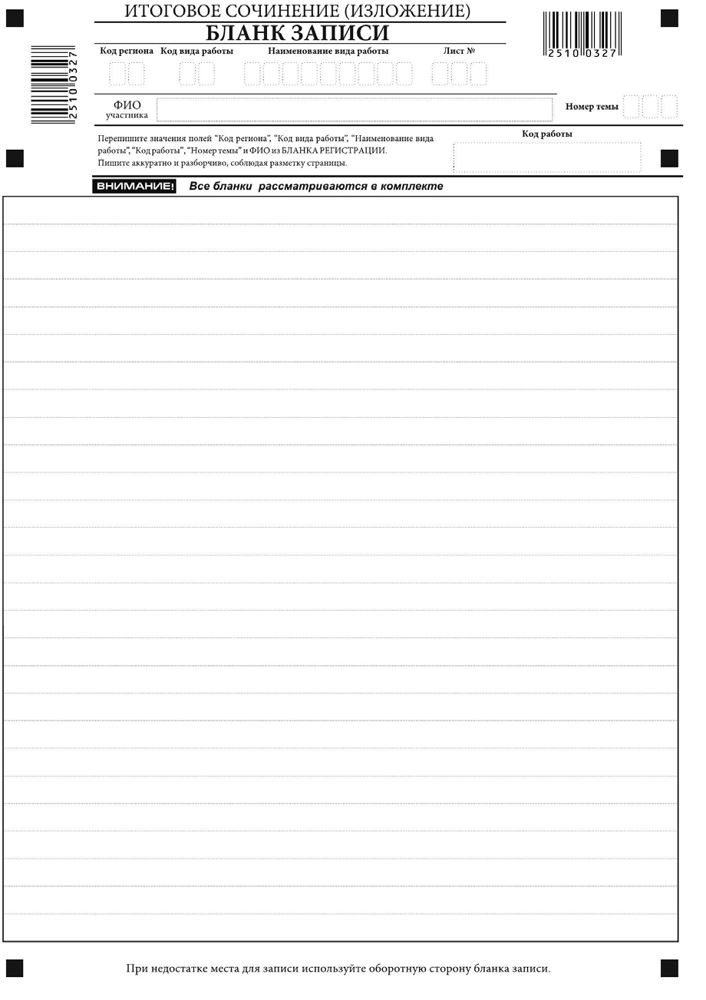 ИТОГОВОЕ СОЧИНЕНИЕ (ИЗЛОЖЕНИЕ)
БЛАНК ЗАПИСИ
2510 0327
2510 0327
Код региона Код вида работы Наименование вида работы Лист №
ФИО
участника
Номер темы
Перепишите значения полей “Код региона”, “Код вида работы”, “Наименование вида
работы”, “Код работы”, “Номер темы” и ФИО из БЛАНКА РЕГИСТРАЦИИ.
Пишите аккуратно и разборчиво, соблюдая разметку страницы.
Код работы
ВНИМАНИЕ! Все бланки рассматриваются в комплекте
При недостатке места для записи используйте оборотную сторону бланка записи.